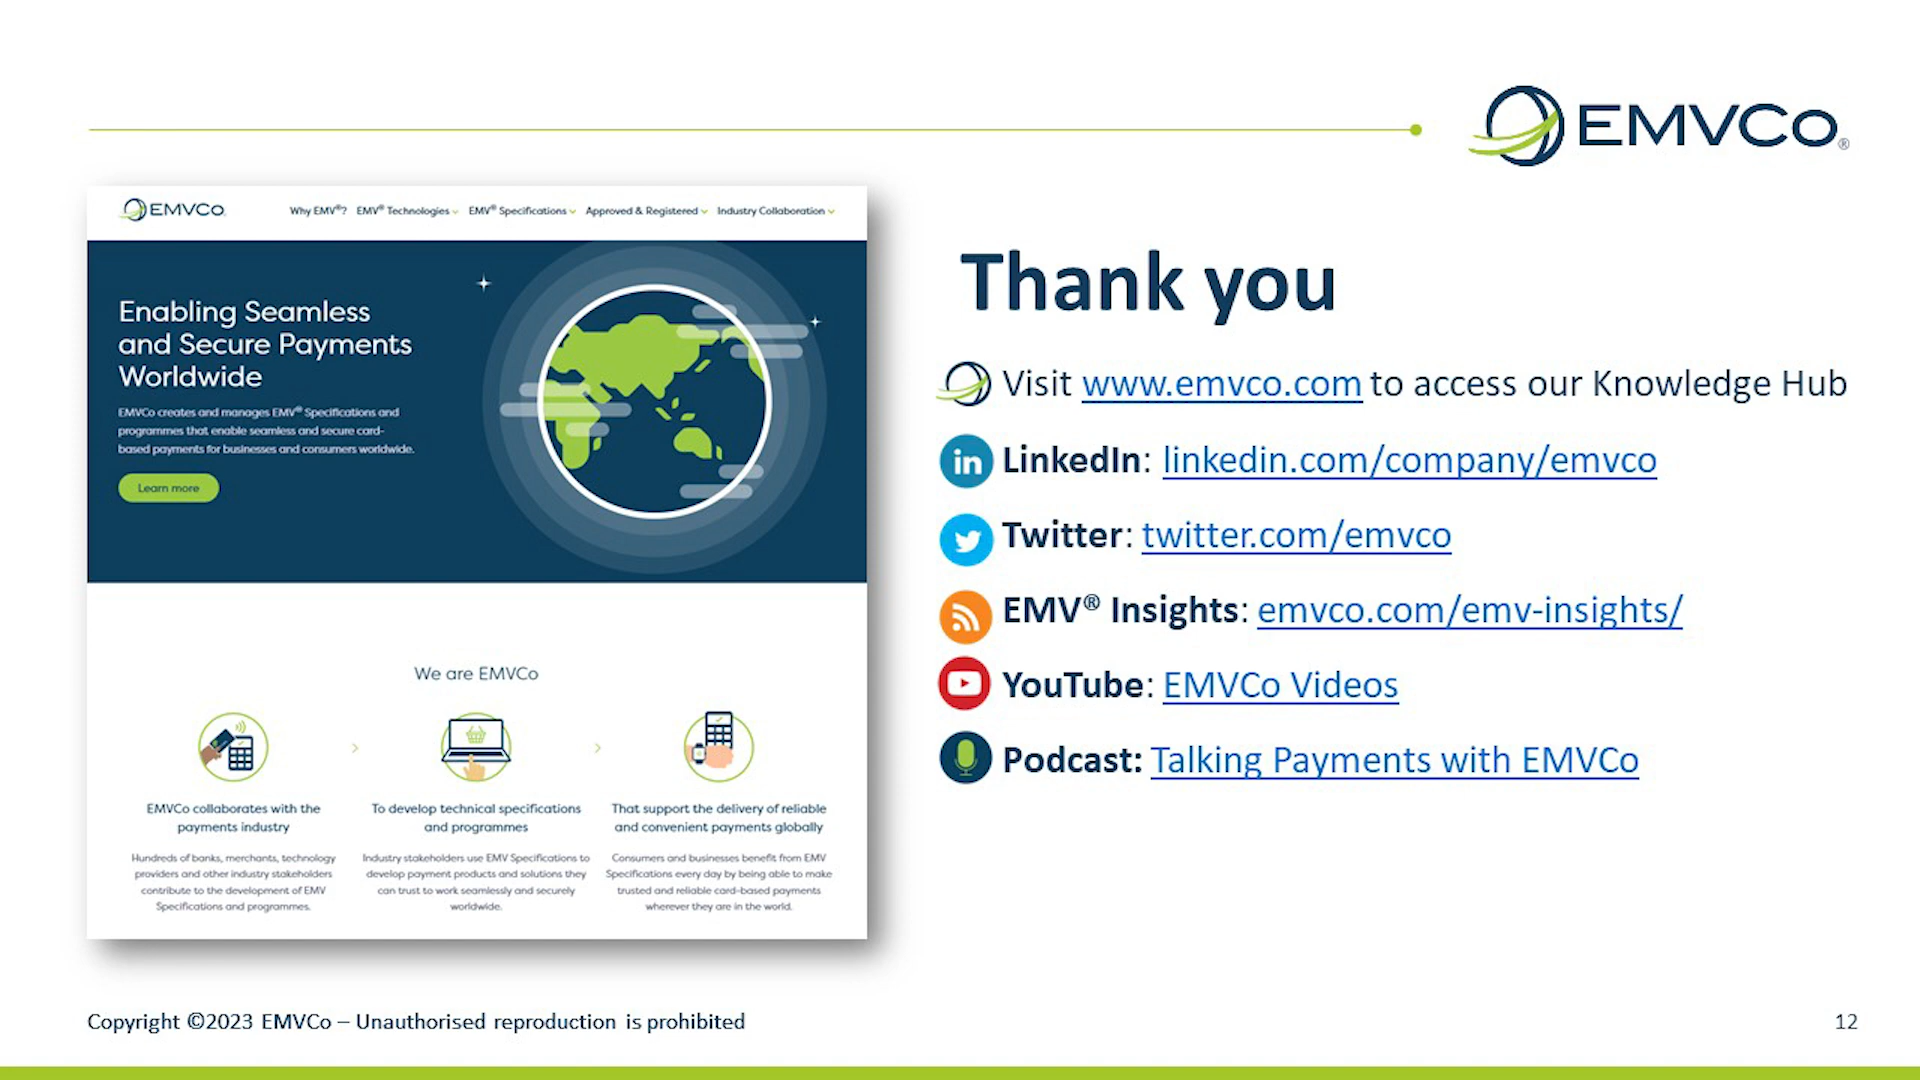 EMVCo®
EMVCo
Why EMV®? EMV® Technologies EMV® Specifications Approved & Registered Industry Collaboration
Enabling Seamless
and Secure Payments
Worldwide
EMVCo creates and manages EMV® Specifications and
programmes that enable seamless and secure card-
based payments for businesses and consumers worldwide.
Learn more
We are EMVCo
EMVCo collaborates with the
payments industry
Hundreds of banks, merchants, technology
providers and other industry stakeholders
contribute to the development of EMV
Specifications and programmes.
To develop technical specifications
and programmes
Industry stakeholders use EMV Specifications to
develop payment products and solutions they
can trust to work seamlessly and securely
worldwide.
That support the delivery of reliable
and convenient payments globally
Consumers and businesses benefit from EMV
Specifications every day by being able to make
trusted and reliable card-based payments
wherever they are in the world.
Thank you
Visit www.emvco.com to access our Knowledge Hub
in LinkedIn: linkedin.com/company/emvco
Twitter: twitter.com/emvco
EMV® Insights: emvco.com/emv-insights/
YouTube: EMVCo Videos
Podcast: Talking Payments with EMVCo
Copyright ©2023 EMVCo – Unauthorised reproduction is prohibited
12